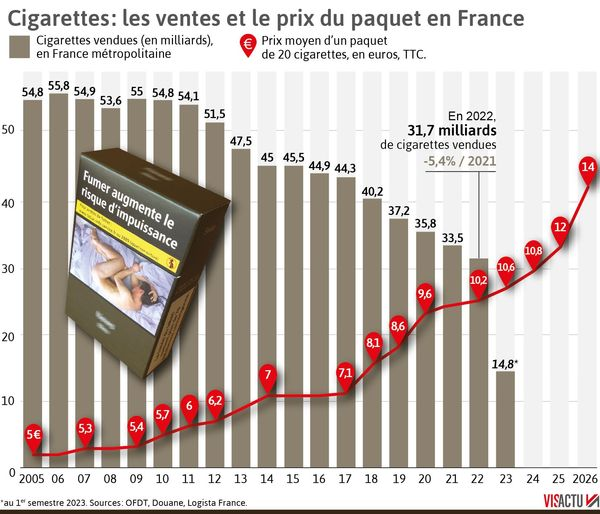 Cigarettes: les ventes et le prix du paquet en France
Cigarettes vendues (en milliards),
en France métropolitaine
€
Prix moyen d'un paquet
de 20 cigarettes, en euros, TTC.
54,8
55,8
54,9
53,6
55
54,8
54,1
51,5
47,5
45
45,5
44,9
44,3
40,2
37,2
35,8
33,5
14,8*
En 2022,
31,7 milliards
de cigarettes vendues
-5,4% / 2021
50
40
30
20
10
0
Fumer augmente le
risque d'impuissance
5€
5,3
5,4
5,7
6
6,2
7
7,1
8,1
8,6
9,6
10,2
10,6
10,8
12
14
2005 06 07 08 09 10 11 12 13 14 15 16 17 18 19 20 21 22 23 24 25 2026
*au 1er semestre 2023. Sources: OFDT, Douane, Logista France.
VISACTU